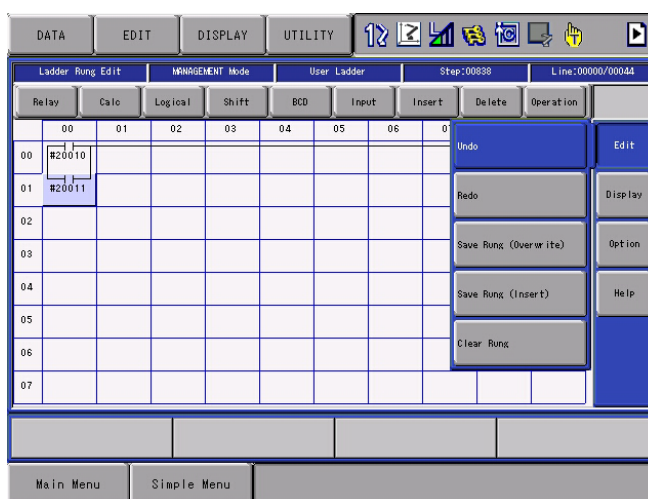 DATA EDIT DISPLAY UTILITY
Ladder Rung Edit MANAGEMENT Mode User Ladder Step:00838 Line:0000/00044
Relay Calc Logical Shift BCD Input Insert Delete Operation
00 01 02 03 04 05 06
00 #20010
01 #20011
02
03
04
05
06
07
Undo
Redo
Save Rung (Overwrite)
Save Rung (Insert)
Clear Rung
Edit
Display
Option
Help
Main Menu Simple Menu